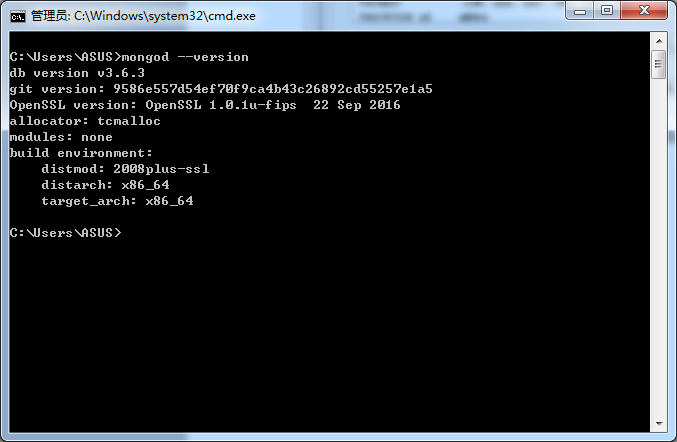 管理员: C:\Windows\system32\cmd.exe
C:\Users\ASUS>mongod --version
db version v3.6.3
git version: 9586e557d54ef70f9ca4b43c26892cd55257e1a5
OpenSSL version: OpenSSL 1.0.1u-fips  22 Sep 2016
allocator: tcmalloc
modules: none
build environment:
    distmod: 2008plus-ssl
    distarch: x86_64
    target_arch: x86_64
C:\Users\ASUS>